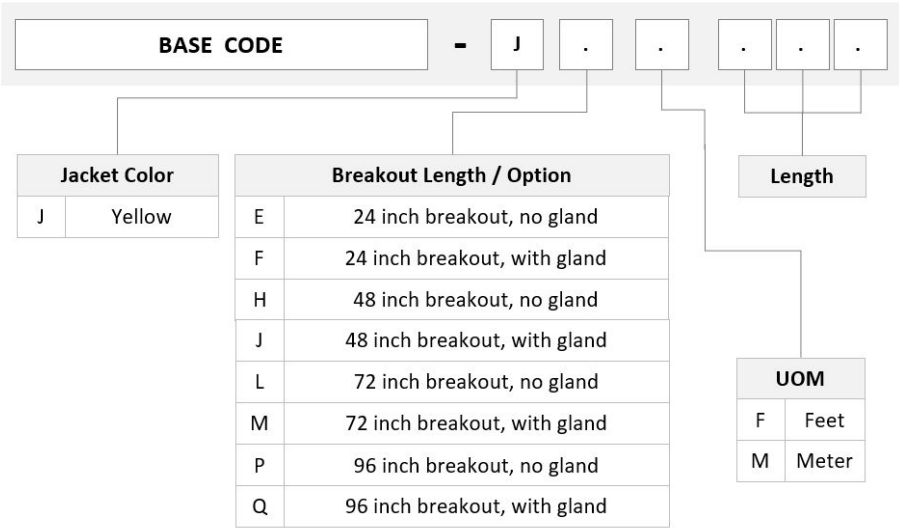 BASE CODE - J . . . . .
Jacket Color
J Yellow
Breakout Length / Option
E 24 inch breakout, no gland
F 24 inch breakout, with gland
H 48 inch breakout, no gland
J 48 inch breakout, with gland
L 72 inch breakout, no gland
M 72 inch breakout, with gland
P 96 inch breakout, no gland
Q 96 inch breakout, with gland
Length
UOM
F Feet
M Meter